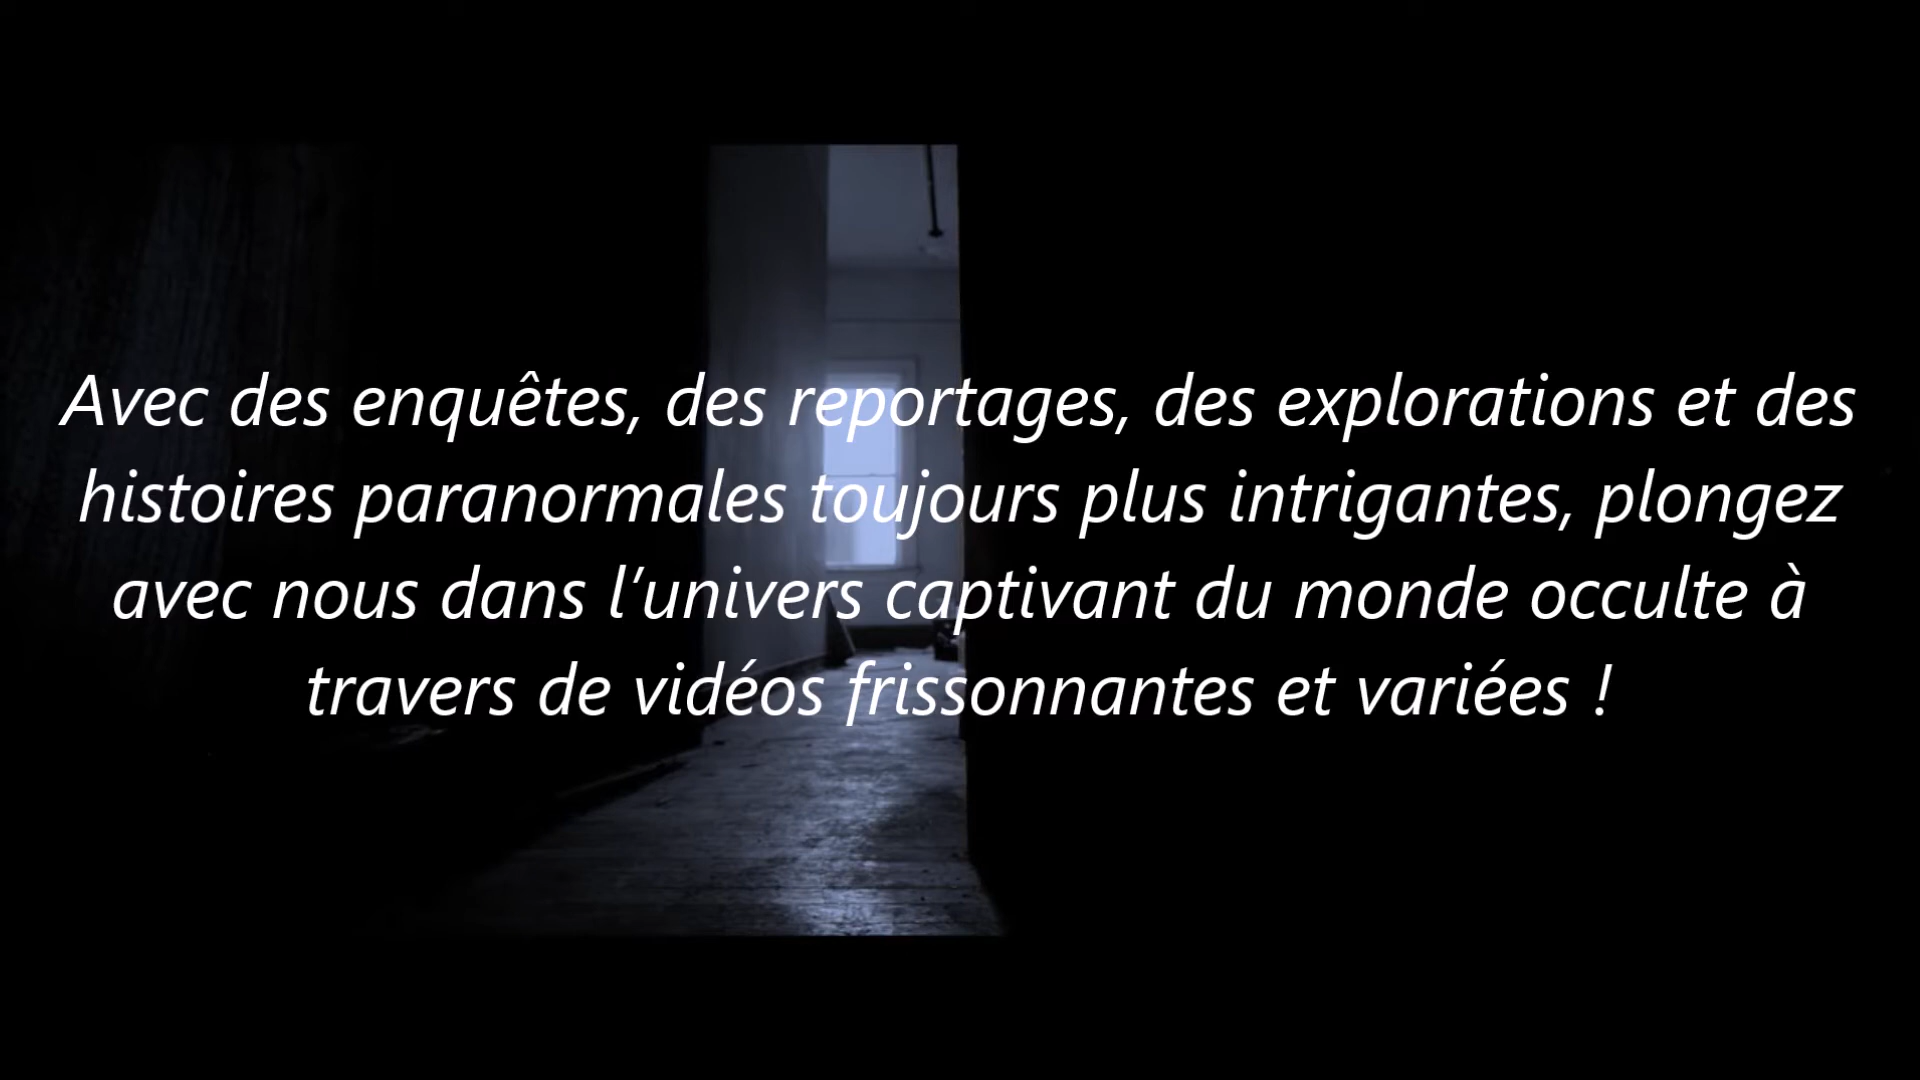 Avec des enquêtes, des reportages, des explorations et des
histoires paranormales toujours plus intrigantes, plongez
avec nous dans l’univers captivant du monde occulte à
travers de vidéos frissonnantes et variées !